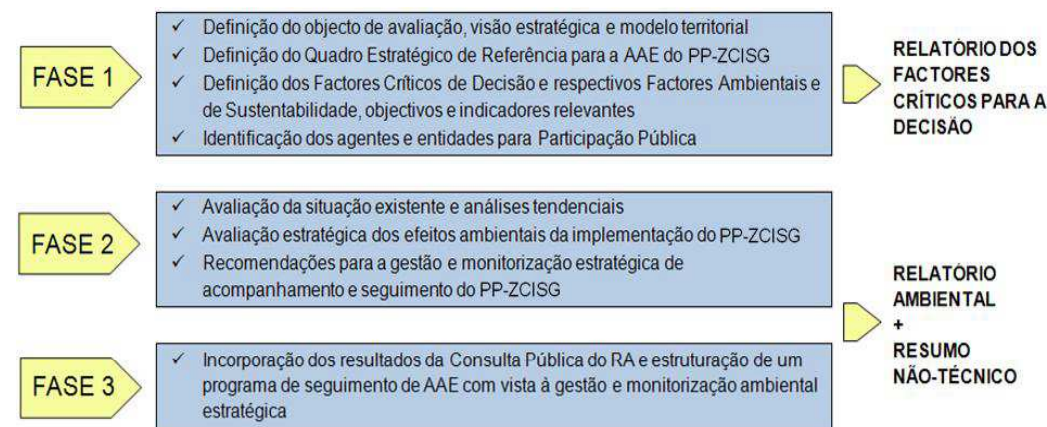 FASE 1
✓ Definição do objecto de avaliação, visão estratégica e modelo territorial
✓ Definição do Quadro Estratégico de Referência para a AAE do PP-ZCISG
✓ Definição dos Factores Críticos de Decisão e respectivos Factores Ambientais e
de Sustentabilidade, objectivos e indicadores relevantes
✓ Identificação dos agentes e entidades para Participação Pública
RELATÓRIO DOS
FACTORES
CRÍTICOS PARA A
DECISÃO
FASE 2
✓ Avaliação da situação existente e análises tendenciais
✓ Avaliação estratégica dos efeitos ambientais da implementação do PP-ZCISG
✓ Recomendações para a gestão e monitorização estratégica de
acompanhamento e seguimento do PP-ZCISG
FASE 3
✓ Incorporação dos resultados da Consulta Pública do RA e estruturação de um
programa de seguimento de AAE com vista à gestão e monitorização ambiental
estratégica
RELATÓRIO
AMBIENTAL
+
RESUMO
NÃO-TÉCNICO